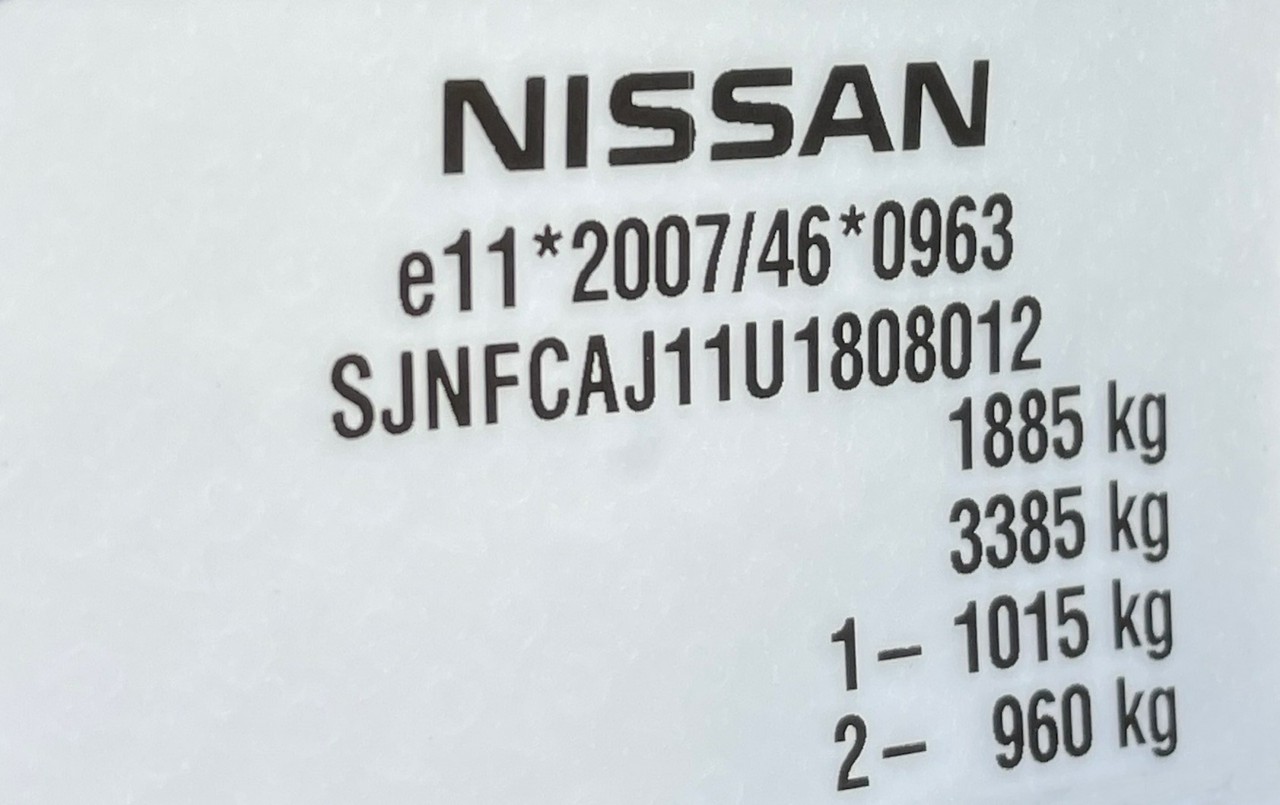 NISSAN
e11*2007/46*0963
SJNFCAJ11U1808012
1885 kg
3385 kg
1– 1015 kg
2– 960 kg